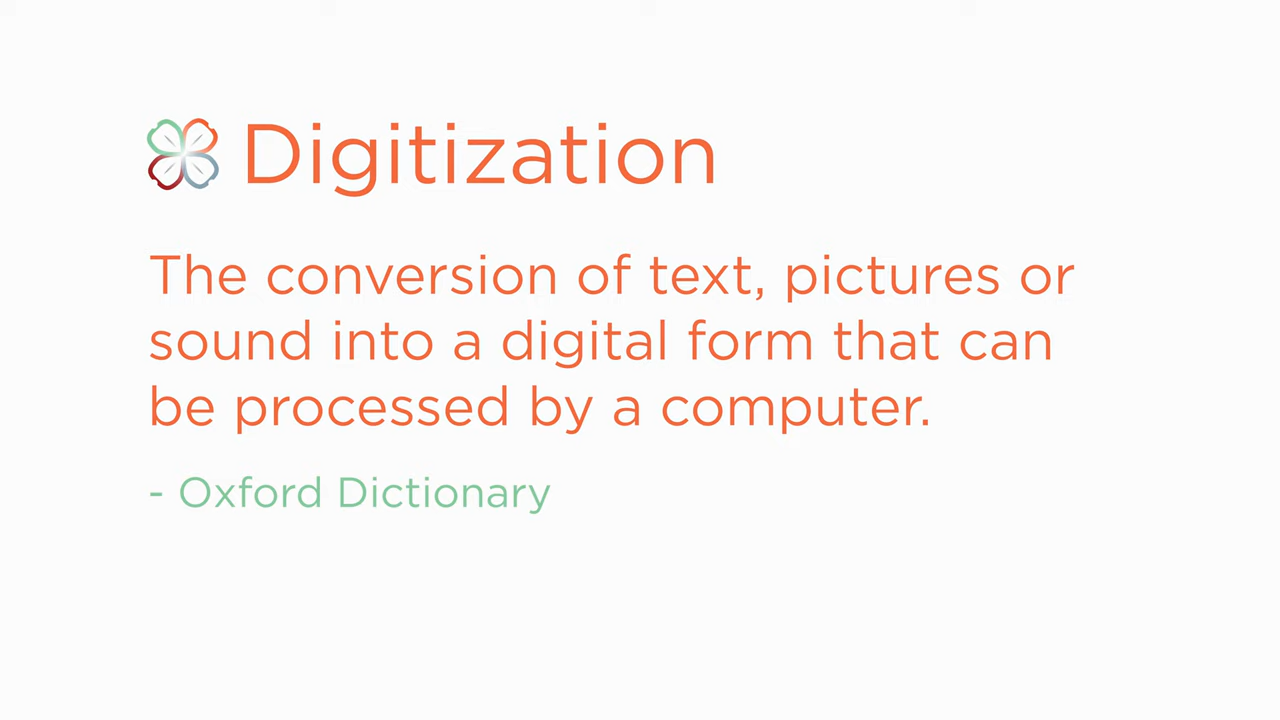 Digitization
The conversion of text, pictures or
sound into a digital form that can
be processed by a computer.
- Oxford Dictionary